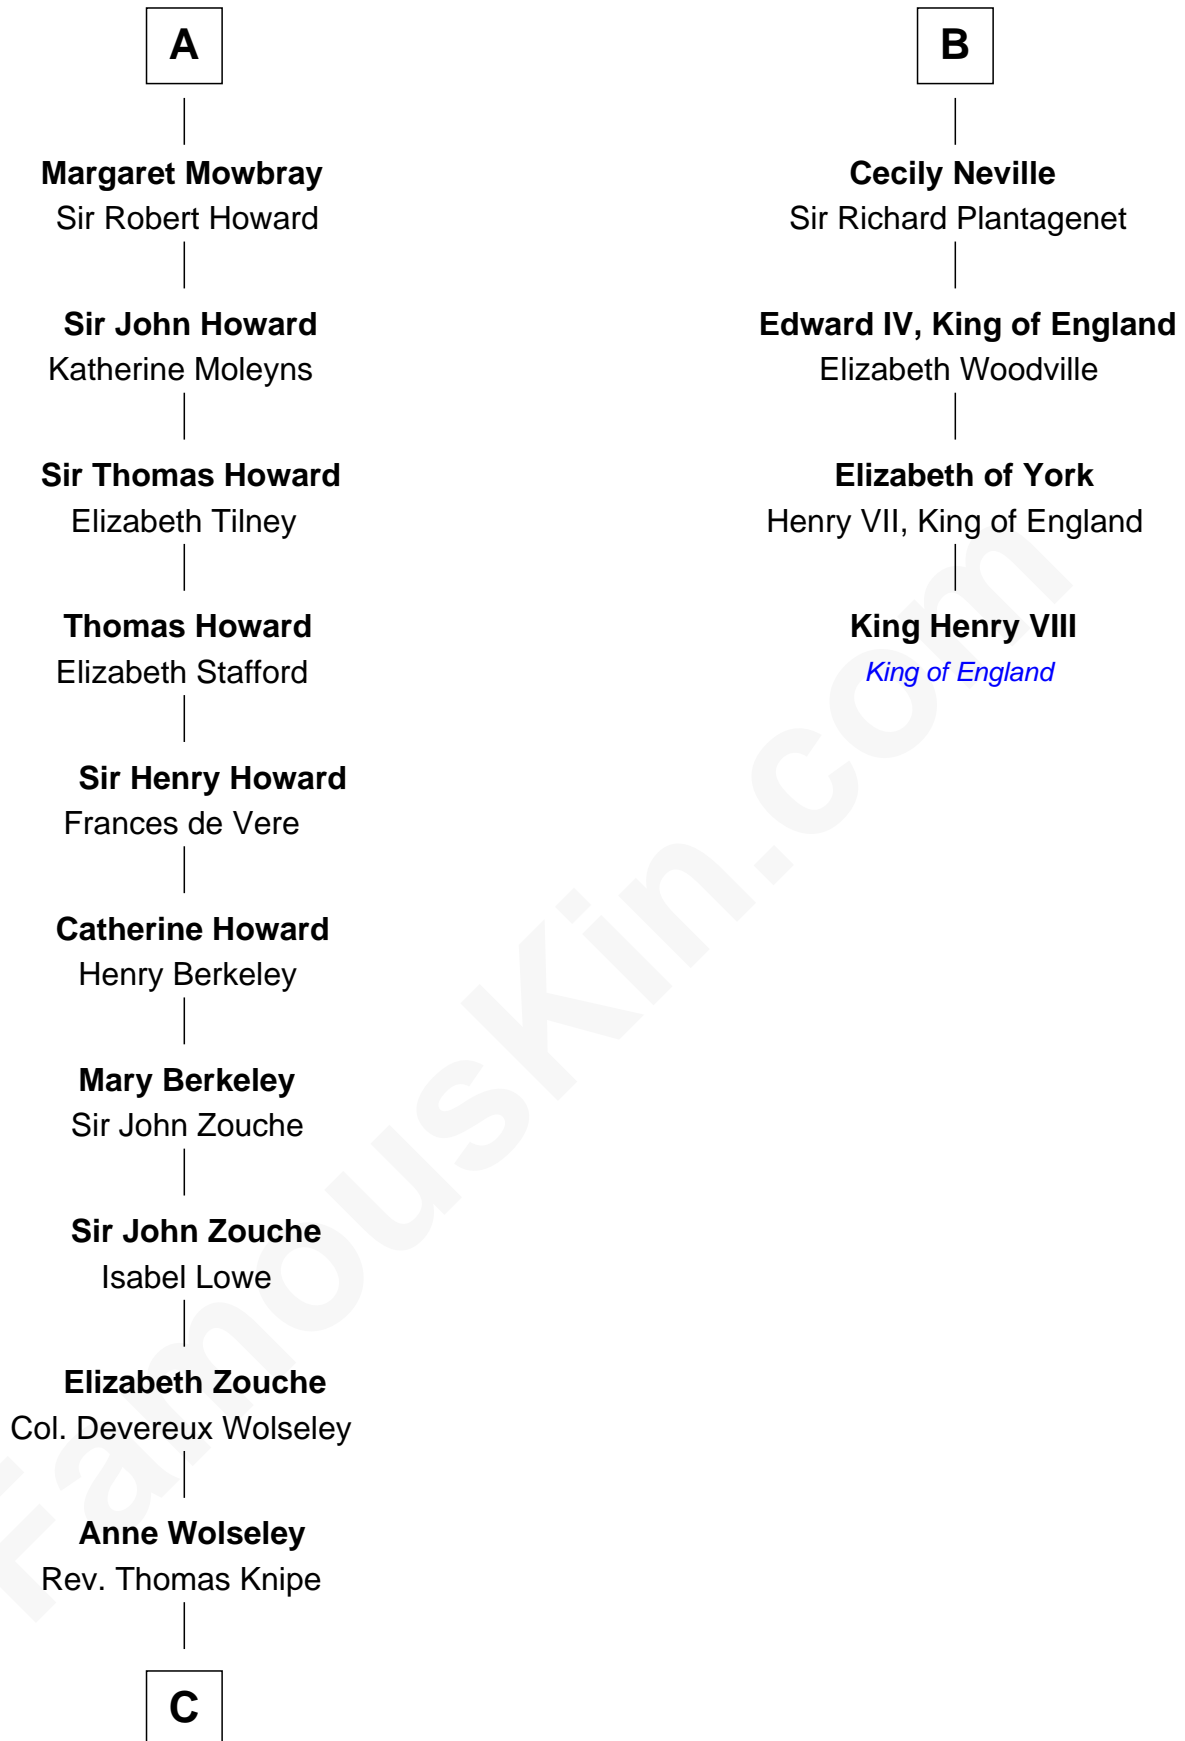 A
Margaret Mowbray
Sir Robert Howard
Sir John Howard
Katherine Moleyns
Sir Thomas Howard
Elizabeth Tilney
Thomas Howard
Elizabeth Stafford
Sir Henry Howard
Frances de Vere
Catherine Howard
Henry Berkeley
Mary Berkeley
Sir John Zouche
Sir John Zouche
Isabel Lowe
Elizabeth Zouche
Col. Devereux Wolseley
Anne Wolseley
Rev. Thomas Knipe
C
B
Cecily Neville
Sir Richard Plantagenet
Edward IV, King of England
Elizabeth Woodville
Elizabeth of York
Henry VII, King of England
King Henry VIII
King of England
FamousKin.com